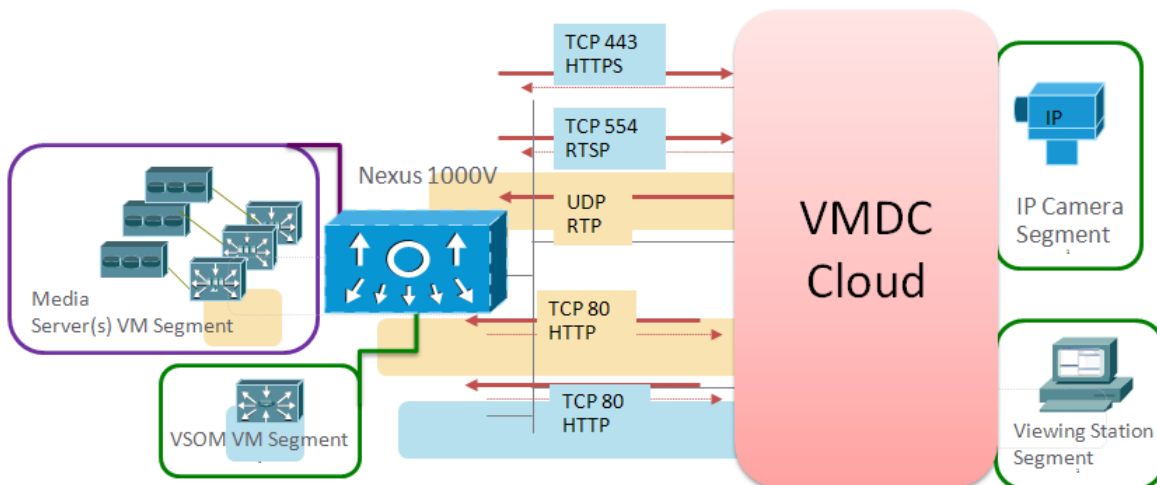 TCP 443
HTTPS
TCP 554
RTSP
Nexus 1000V
UDP
RTP
VMDC
Cloud
IP
IP Camera
Segment
Media
Server(s) VM Segment
TCP 80
HTTP
TCP 80
HTTP
VSOM VM Segment
Viewing Station
Segment